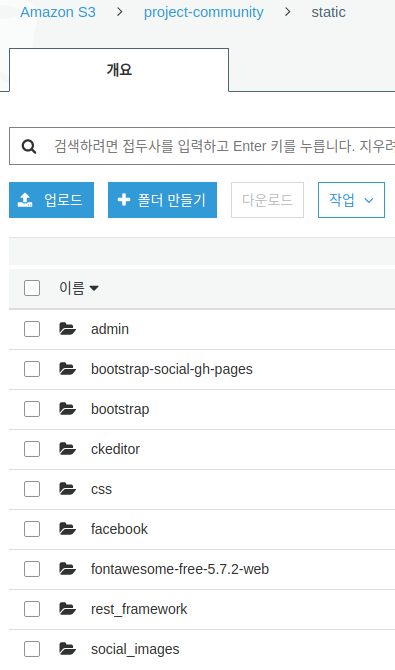 Amazon S3 > project-community > static
개요
검색하려면 접두사를 입력하고 Enter 키를 누릅니다. 지우려
업로드 + 폴더 만들기 다운로드 작업
이름
admin
bootstrap-social-gh-pages
bootstrap
ckeditor
css
facebook
fontawesome-free-5.7.2-web
rest_framework
social_images